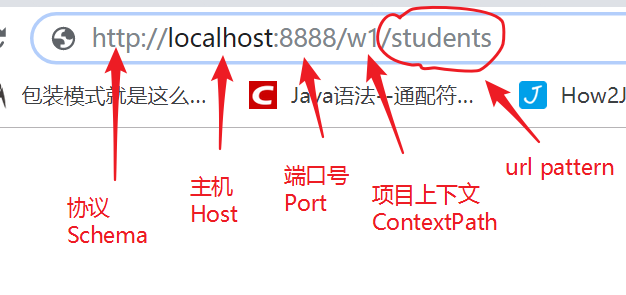 http://localhost:8888/w1/students
包装模式就是这么...
C
Java语法--通配符...
J
How2J
协议
Schema
主机
Host
端口号
Port
项目上下文
ContextPath
url pattern